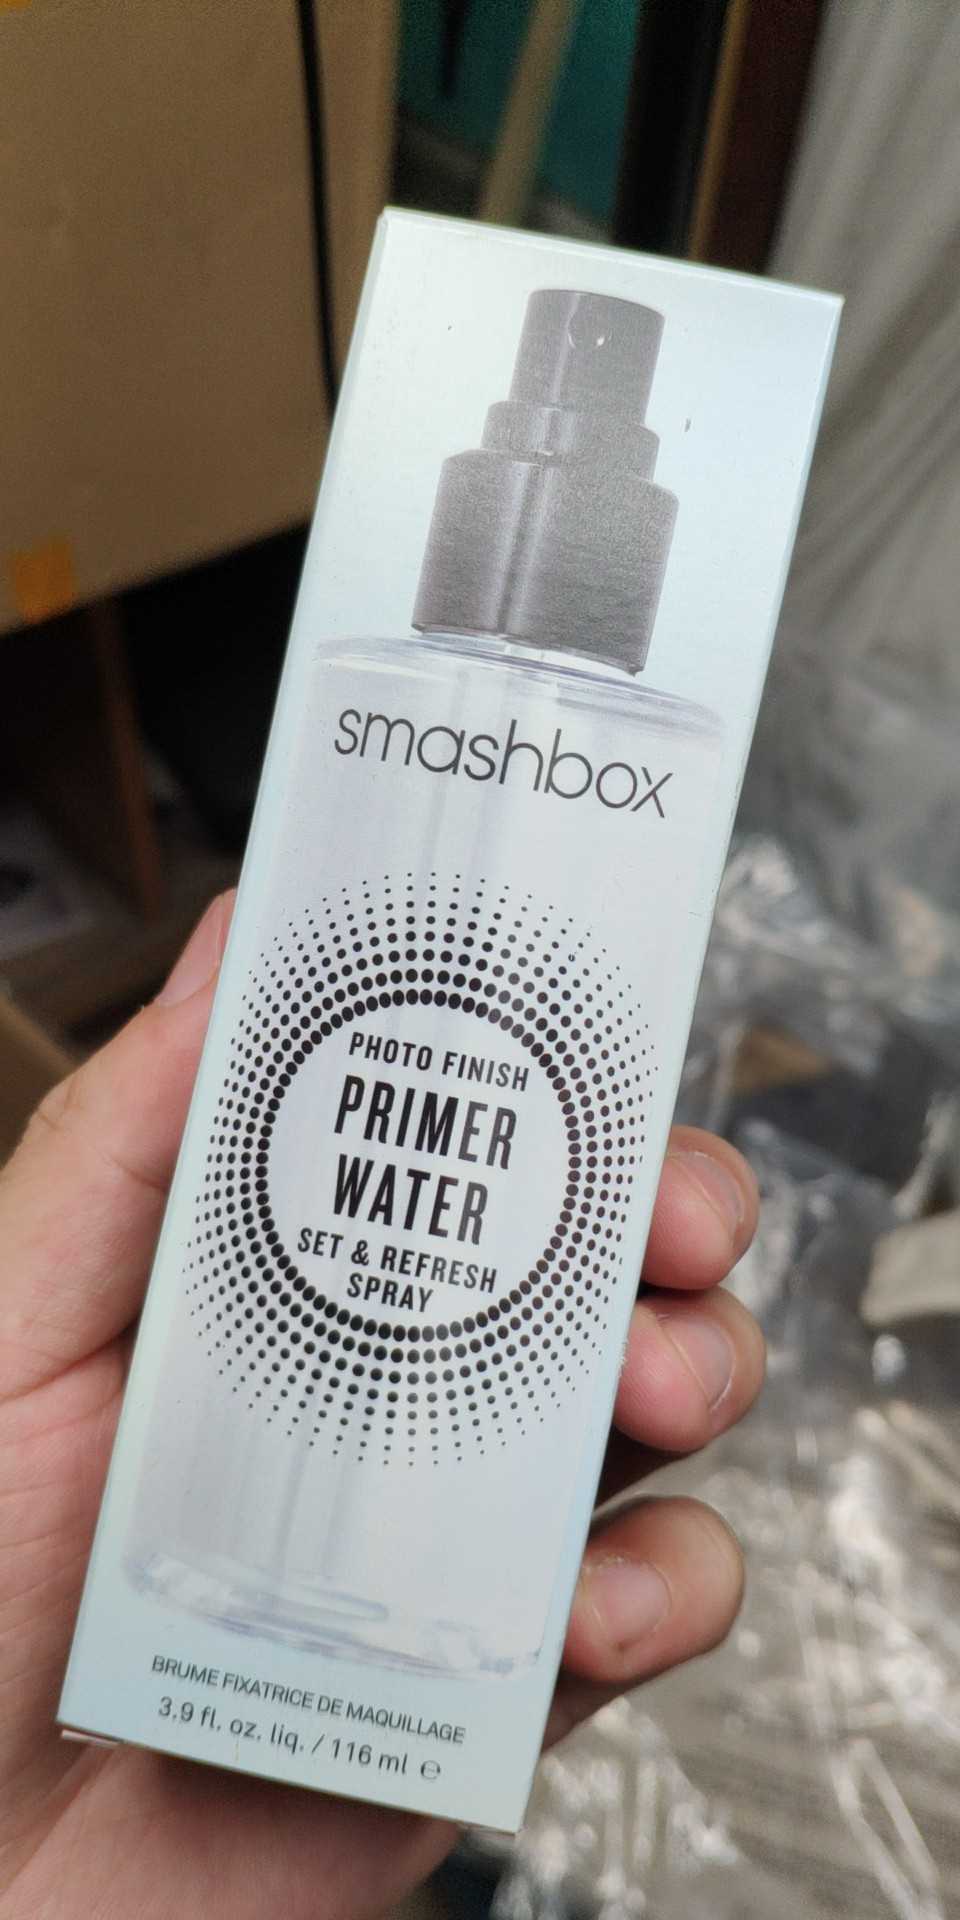 smashbox
PHOTO FINISH
PRIMER
WATER
SET & REFRESH
SPRAY
BRUME FIXATRICE DE MAQUILLAGE
3.9 fl. oz. liq. / 116 ml ℮